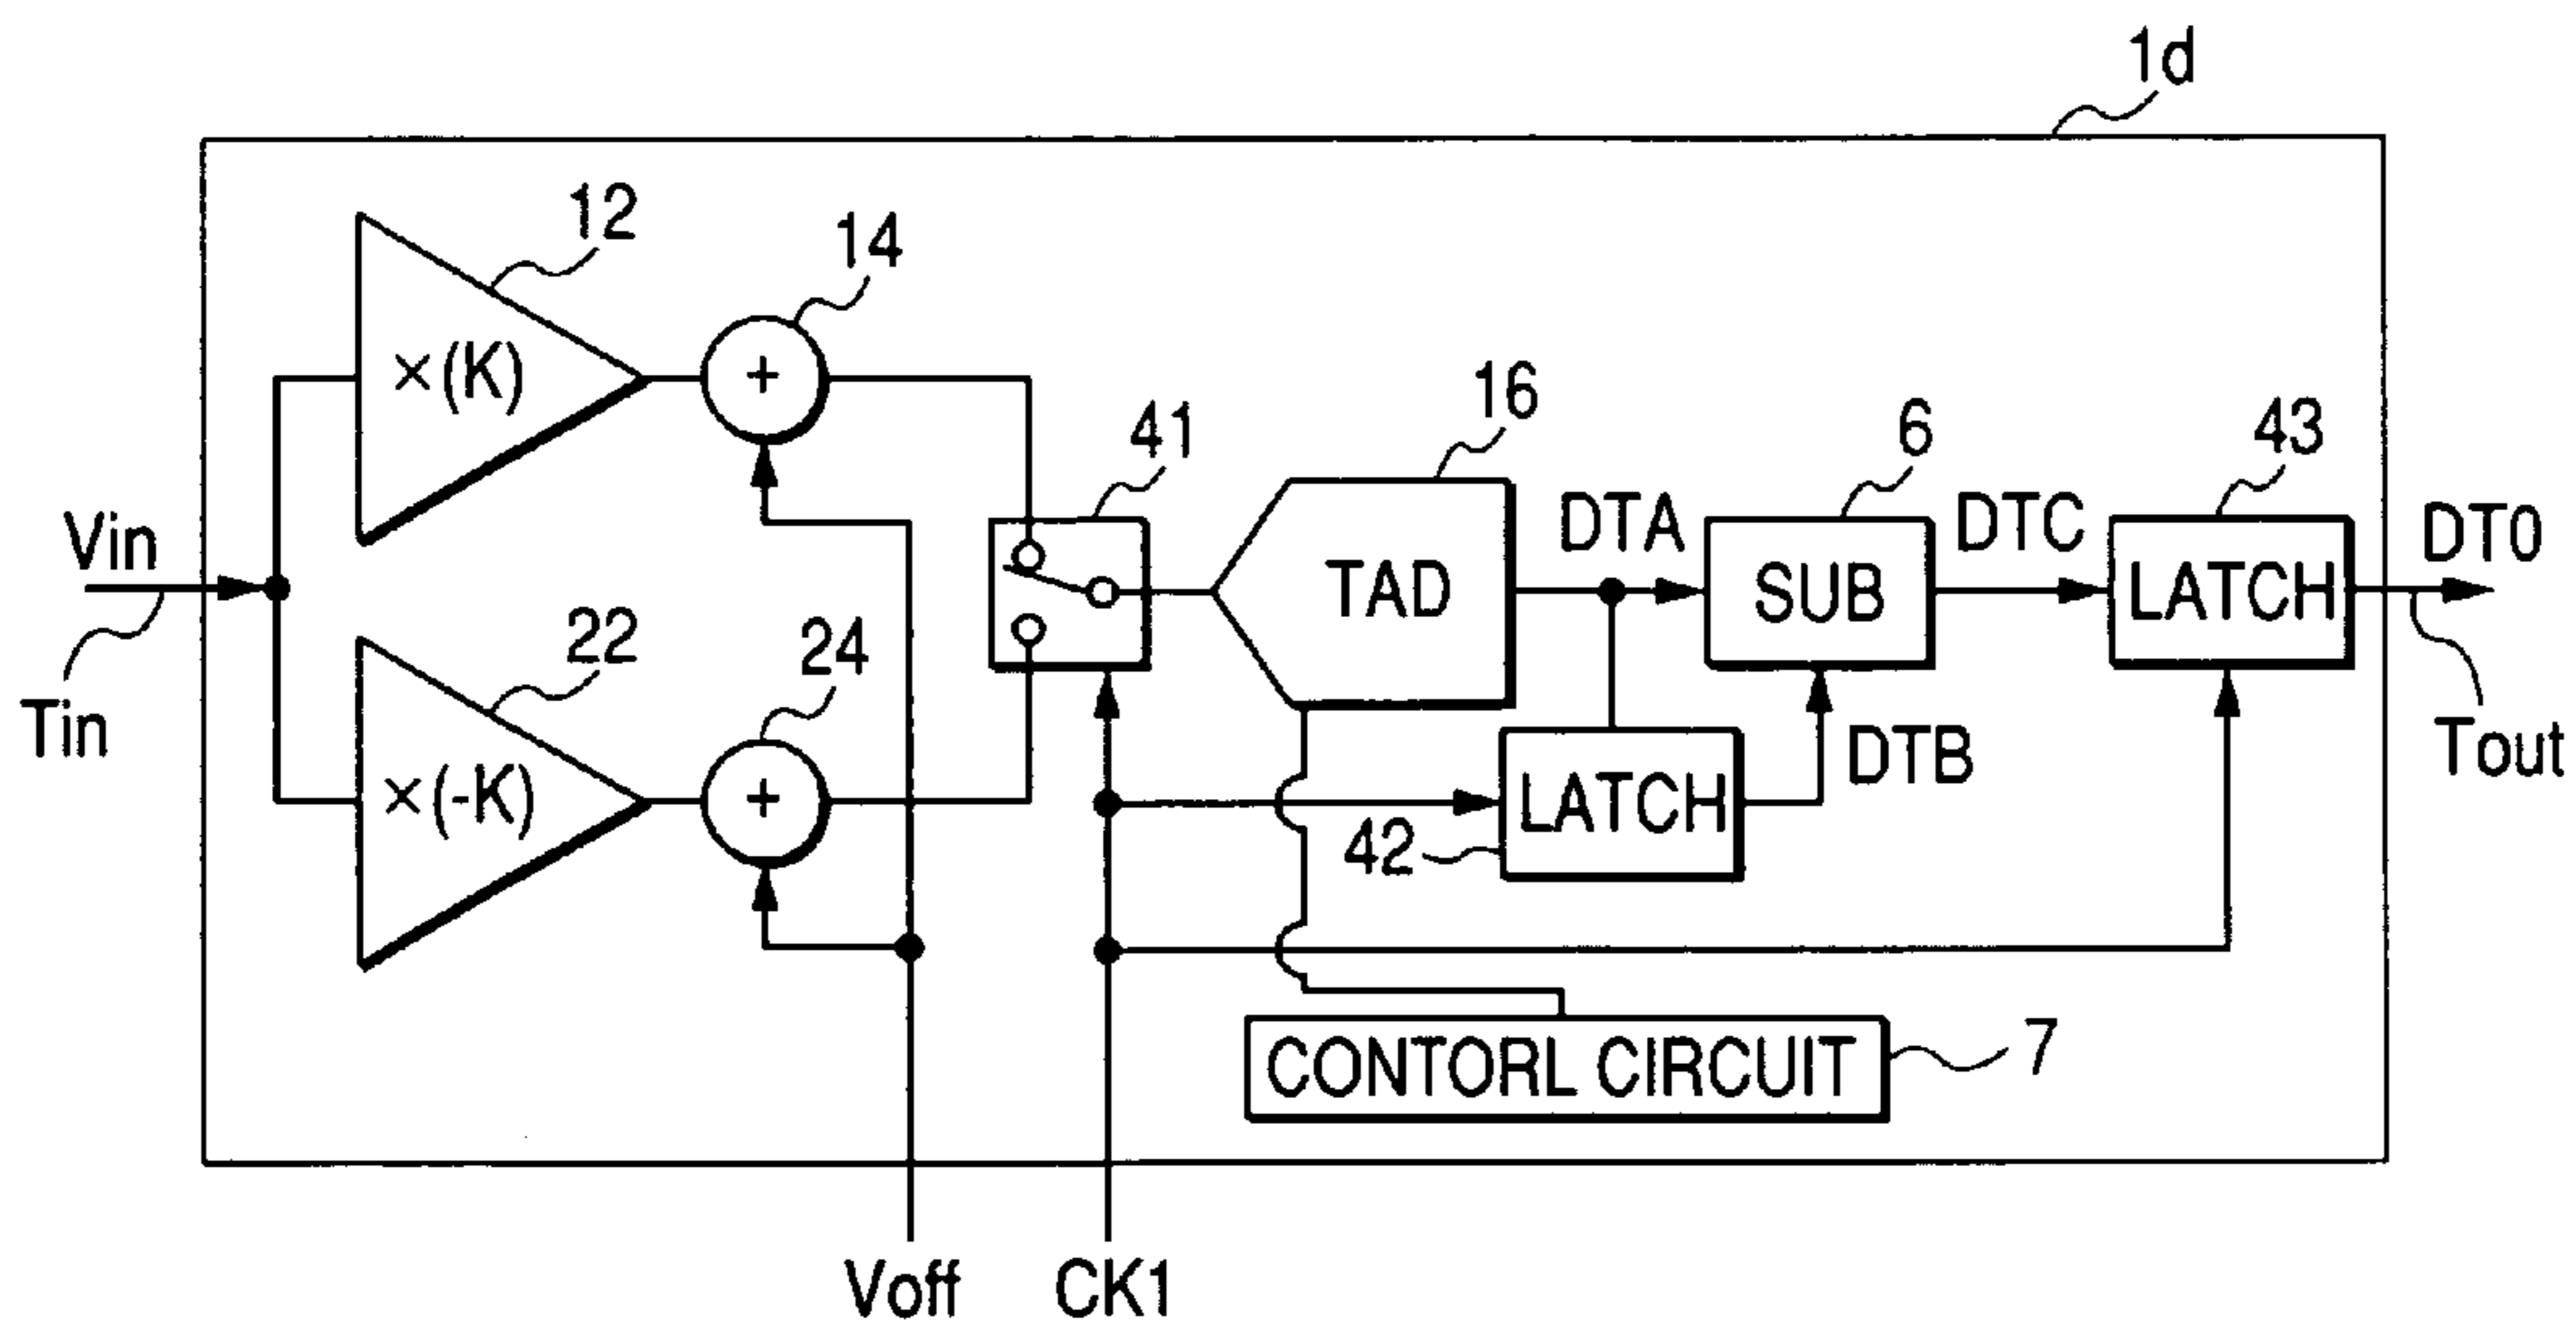 1d
12
14
×(K)
+
41
16
6
43
Vin
Tin
DTA
DTC
DT0
TAD
SUB
LATCH
Tout
22
24
×(-K)
+
DTB
LATCH
42
CONTORL CIRCUIT
7
Voff
CK1